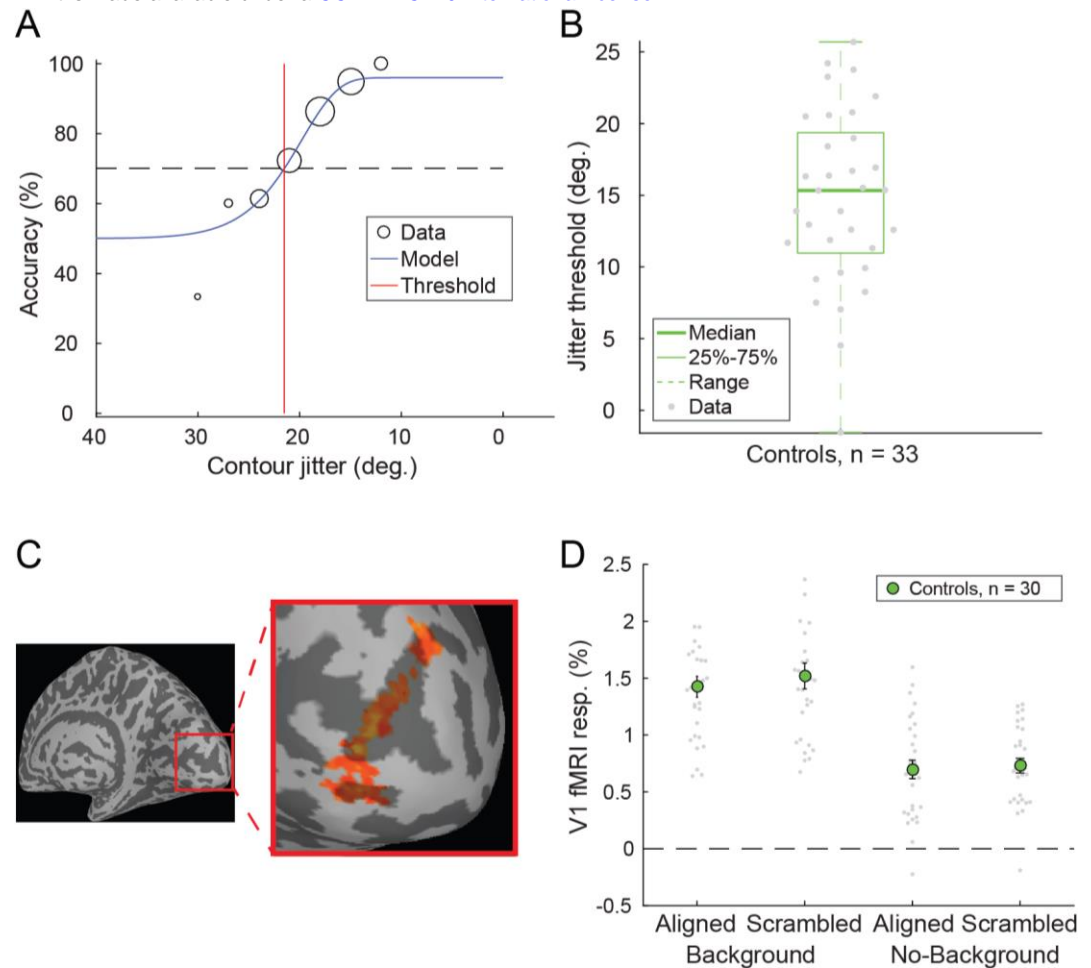 A
Accuracy (%)
100
80
60
40
20
0
40 30 20 10 0
Contour jitter (deg.)
Data
Model
Threshold
B
Jitter threshold (deg.)
25
20
15
10
5
0
Median
25%-75%
Range
Data
Controls, n = 33
C
D
V1 fMRI resp. (%)
2.5
2
1.5
1
0.5
0
-0.5
Controls, n = 30
Aligned Scrambled Aligned Scrambled
Background No-Background